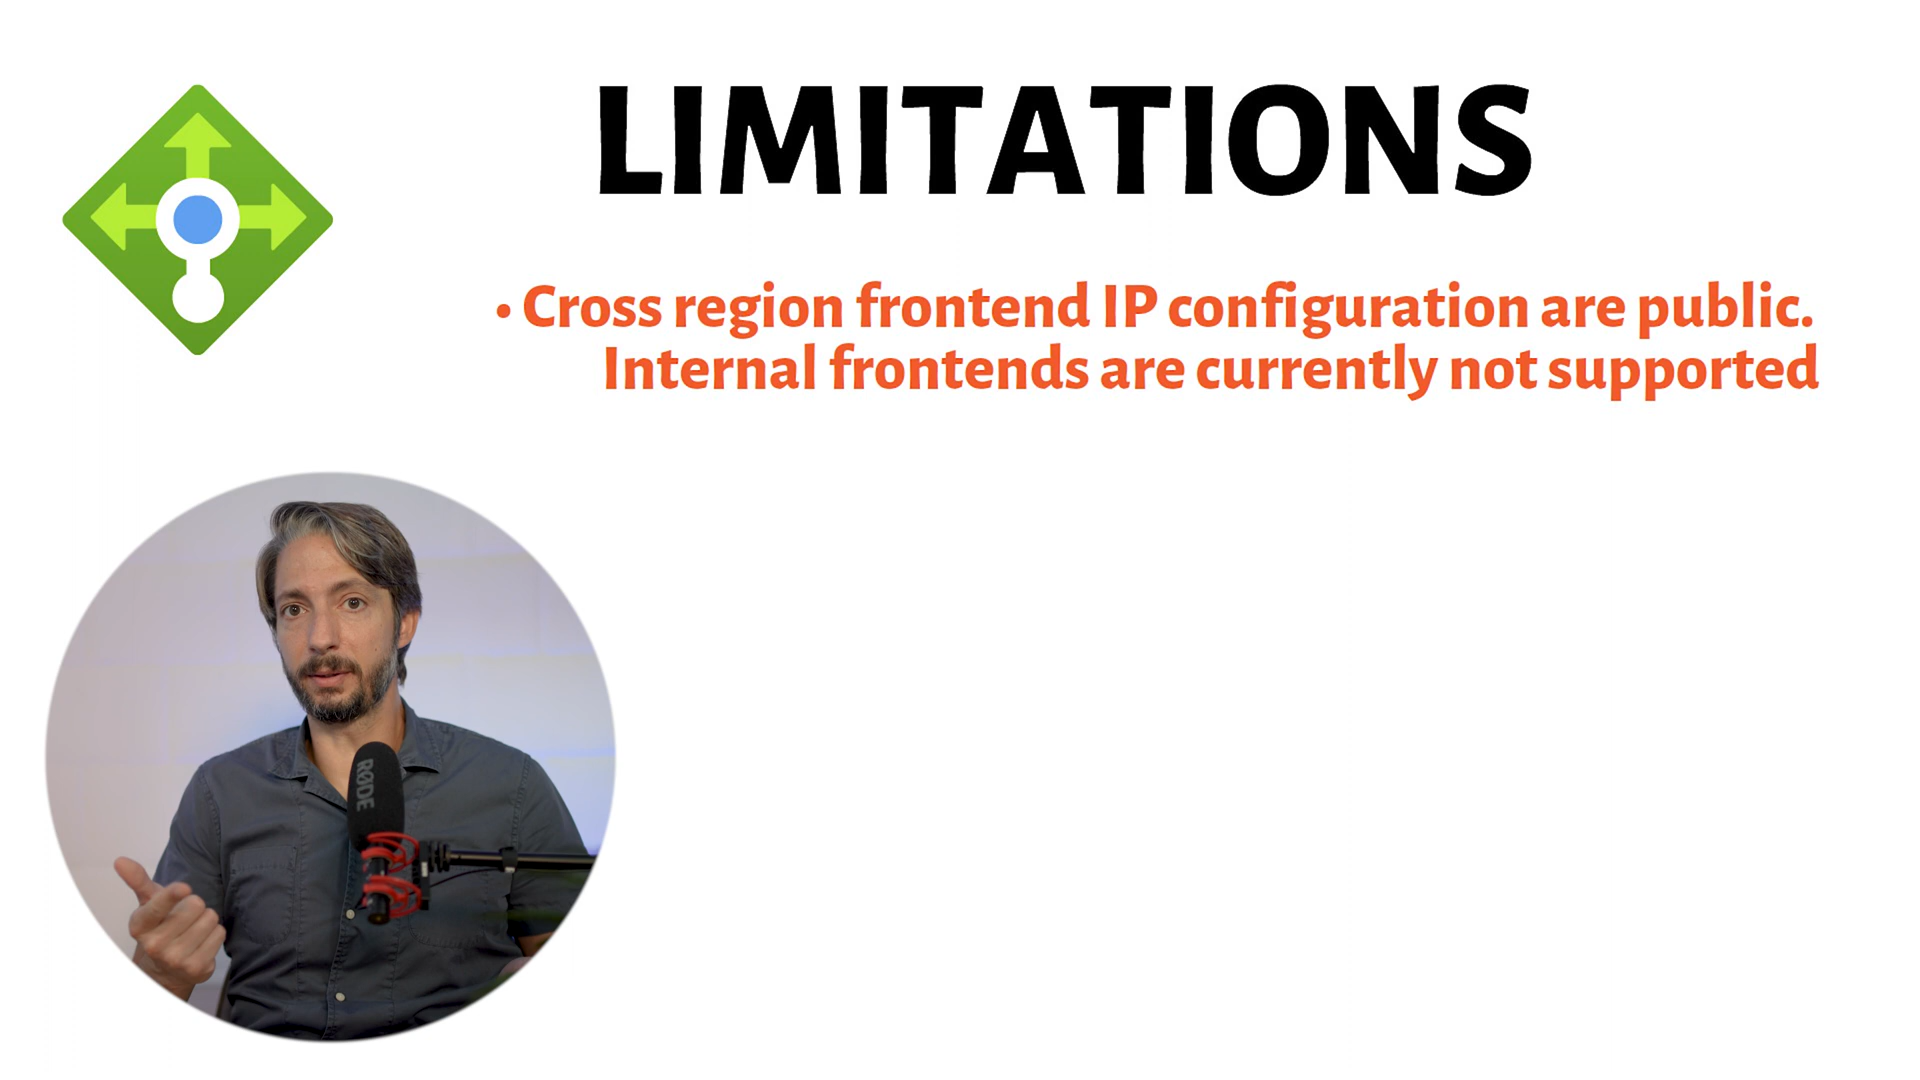 LIMITATIONS
• Cross region frontend IP configuration are public.
Internal frontends are currently not supported
RØDE